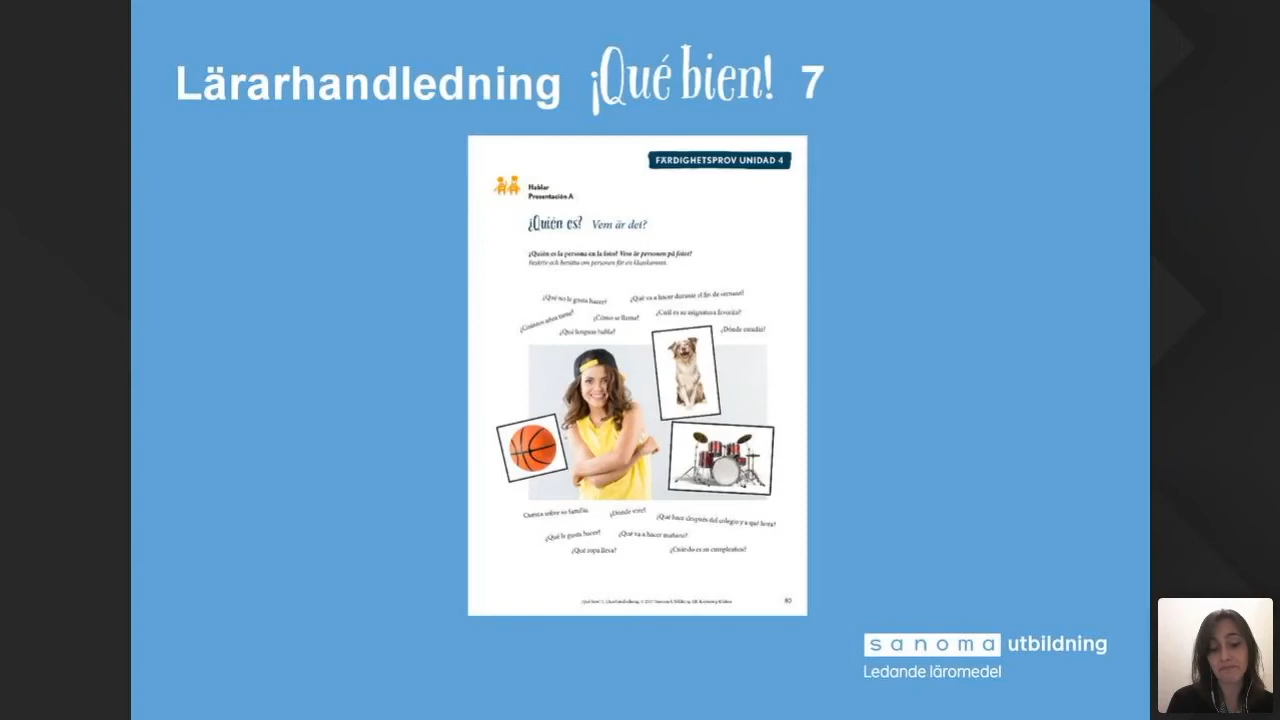 Lärarhandledning ¡Qué bien! 7
FÄRDIGHETSPROV UNIDAD 4
Hablar
Presentación A
¿Quién es? Vem är det?
¿Quién es la persona en la foto? Vem är personen på fotot?
Beskriv och berätta om personen för en klasskamrat.
¿Qué no le gusta hacer? ¿Qué va a hacer durante el fin de semana?
¿Cuántos años tiene? ¿Cómo se llama? ¿Cuál es su asignatura favorita?
¿Qué lenguas habla? ¿Dónde estudia?
Cuenta sobre su familia. ¿Dónde vive? ¿Qué hace después del colegio y a qué hora?
¿Qué le gusta hacer? ¿Qué va a hacer mañana?
¿Qué ropa lleva? ¿Cuándo es su cumpleaños?
80
sanoma utbildning
Ledande läromedel